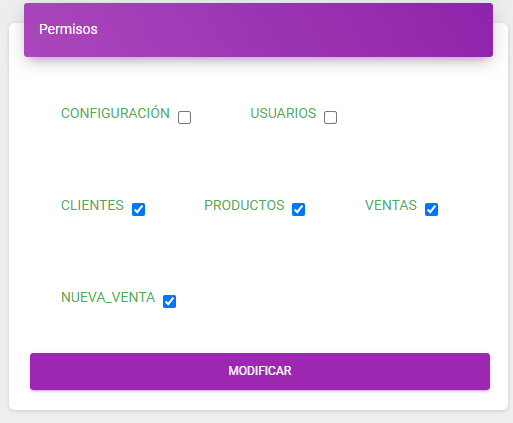 Permisos
CONFIGURACIÓN USUARIOS
CLIENTES PRODUCTOS VENTAS
NUEVA_VENTA
MODIFICAR